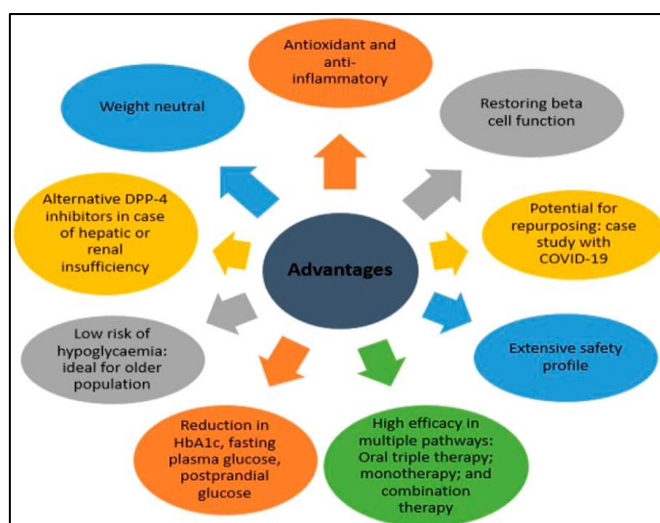 Antioxidant and
anti-
inflammatory
Weight neutral
Restoring beta
cell function
Alternative DPP-4
inhibitors in case
of hepatic or
renal
insufficiency
Potential for
repurposing: case
study with
COVID-19
Advantages
Low risk of
hypoglycaemia:
ideal for older
population
Extensive safety
profile
Reduction in
HbA1c, fasting
plasma glucose,
postprandial
glucose
High efficacy in
multiple pathways:
Oral triple therapy;
monotherapy; and
combination
therapy